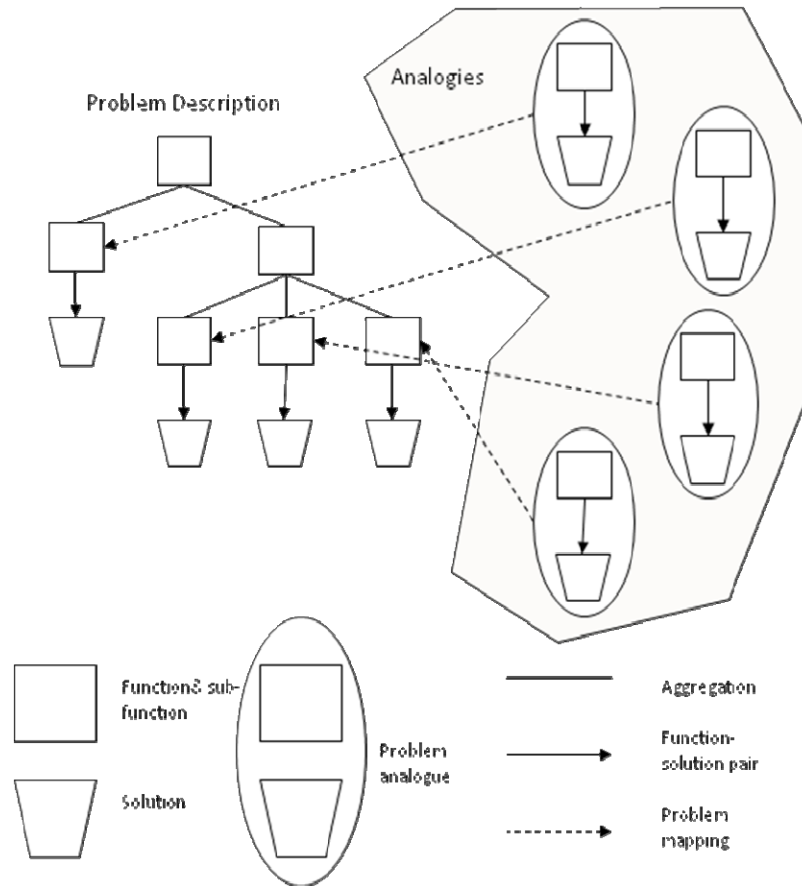 Analogies
Problem Description
Function& sub-
function
Solution
Problem
analogue
Aggregation
Function-
solution pair
Problem
mapping